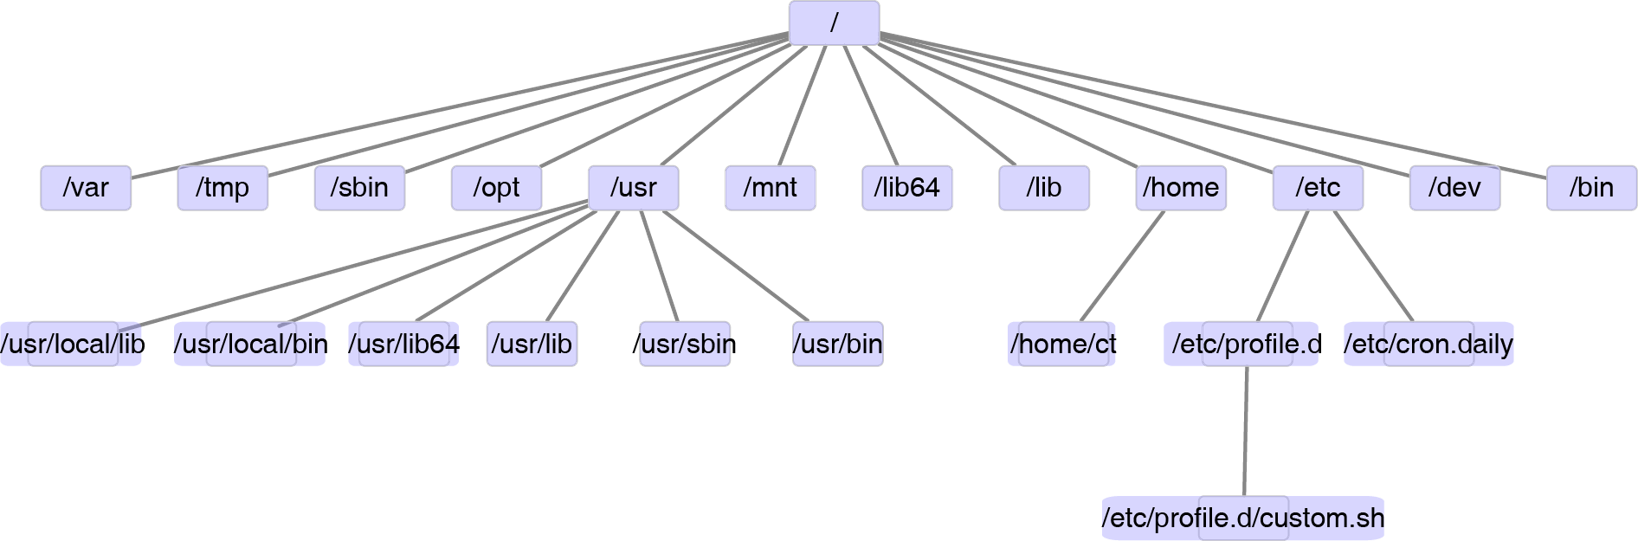 /
/var
/tmp
/sbin
/opt
/usr
/mnt
/lib64
/lib
/home
/etc
/dev
/bin
/usr/local/lib
/usr/local/bin
/usr/lib64
/usr/lib
/usr/sbin
/usr/bin
/home/ct
/etc/profile.d
/etc/cron.daily
/etc/profile.d/custom.sh